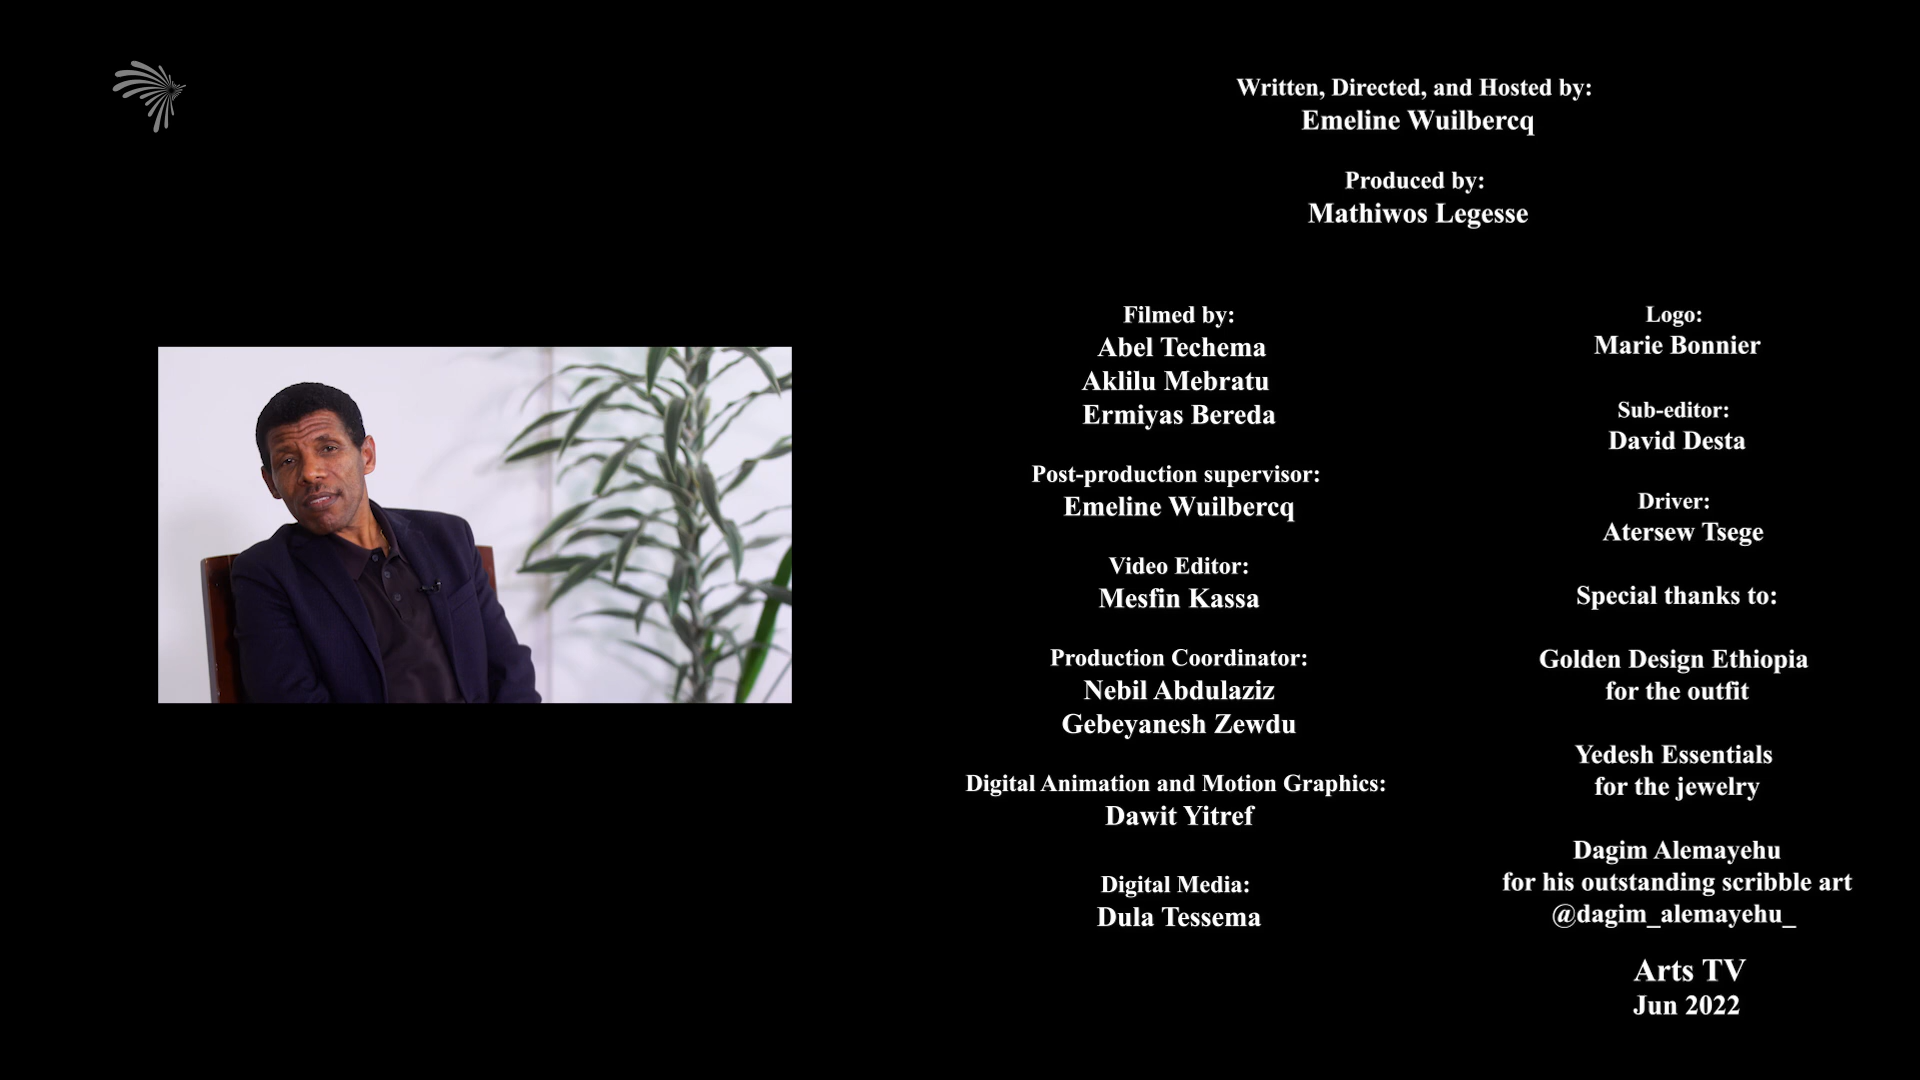 Written, Directed, and Hosted by:
Emeline Wuilbercq
Produced by:
Mathiwos Legesse
Filmed by:
Abel Techema
Aklilu Mebratu
Ermiyas Bereda
Post-production supervisor:
Emeline Wuilbercq
Video Editor:
Mesfin Kassa
Production Coordinator:
Nebil Abdulaziz
Gebeyanesh Zewdu
Digital Animation and Motion Graphics:
Dawit Yitref
Digital Media:
Dula Tessema
Logo:
Marie Bonnier
Sub-editor:
David Desta
Driver:
Atersew Tsege
Special thanks to:
Golden Design Ethiopia
for the outfit
Yedesh Essentials
for the jewelry
Dagim Alemayehu
for his outstanding scribble art
@dagim_alemayehu_
Arts TV
Jun 2022